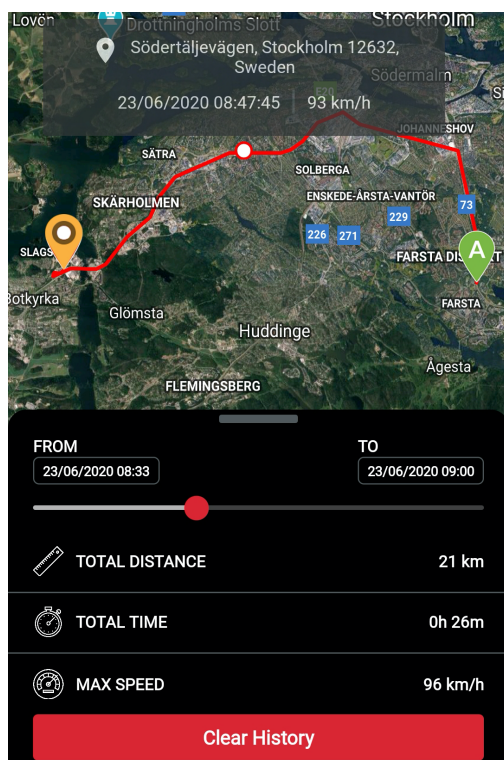 Lovön
Drottningholms Slott
Stockholm
Södertäljevägen, Stockholm 12632,
Sweden
Södermalm
23/06/2020 08:47:45 93 km/h
E20
JOHANNESHOV
SÄTRA
SOLBERGA
SKÄRHOLMEN
ENSKEDE-ÅRSTA-VANTÖR
73
229
226 271
A
SLAGS
FARSTA DIS T
Botkyrka
FARSTA
Glömsta
Huddinge
Ågesta
FLEMINGSBERG
FROM TO
23/06/2020 08:33 23/06/2020 09:00
TOTAL DISTANCE 21 km
TOTAL TIME 0h 26m
MAX SPEED 96 km/h
Clear History